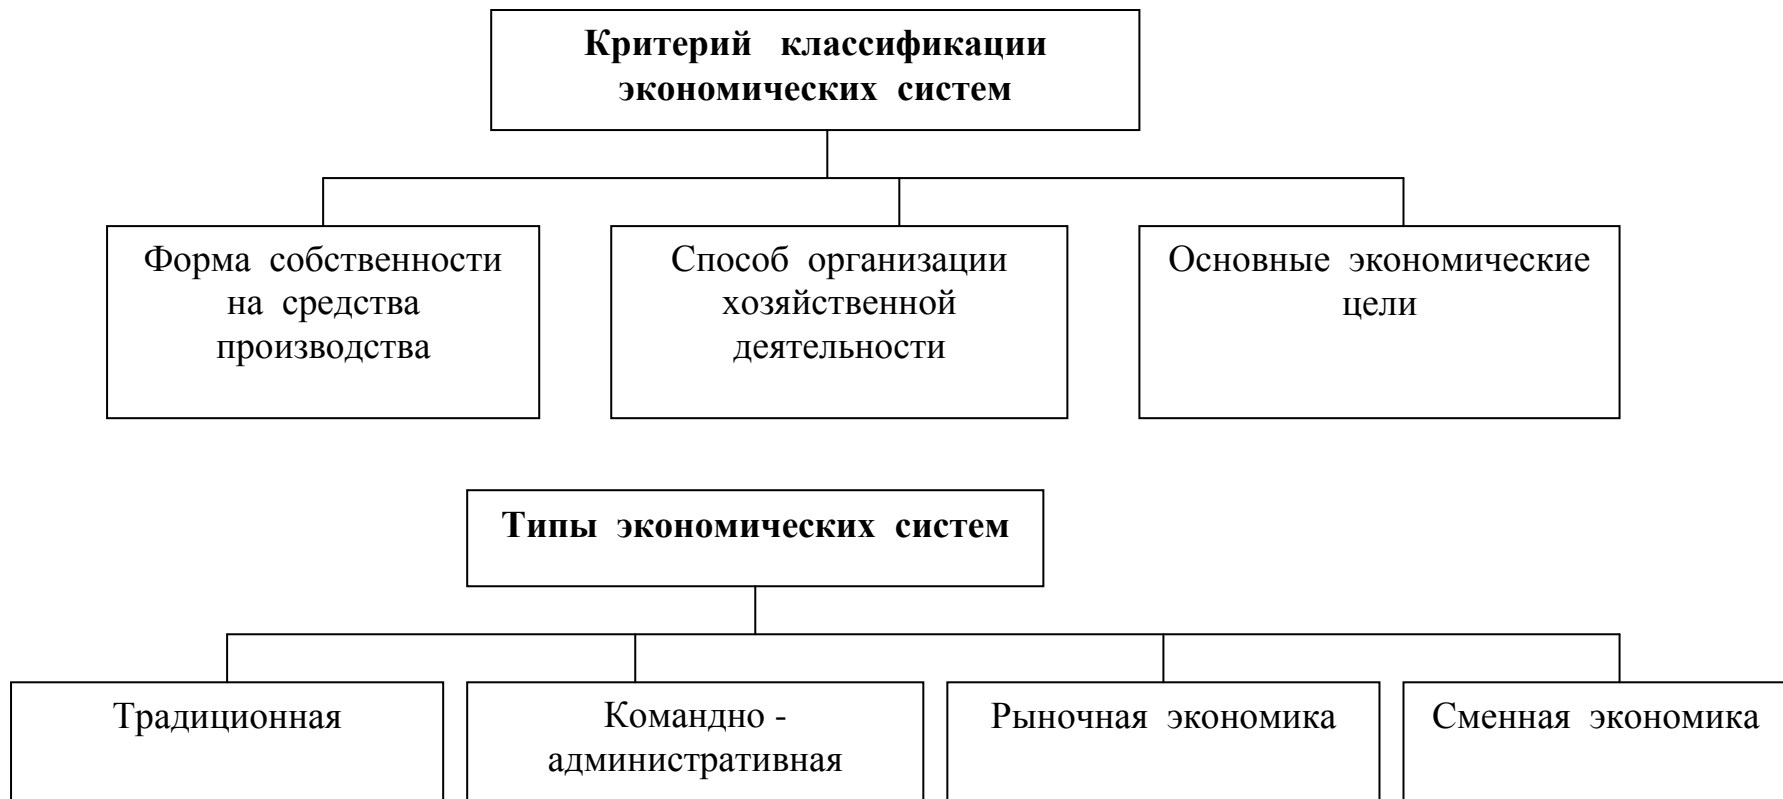 Критерий классификации
экономических систем
Форма собственности
на средства
производства
Способ организации
хозяйственной
деятельности
Основные экономические
цели
Типы экономических систем
Традиционная
Командно -
административная
Рыночная экономика
Сменная экономика